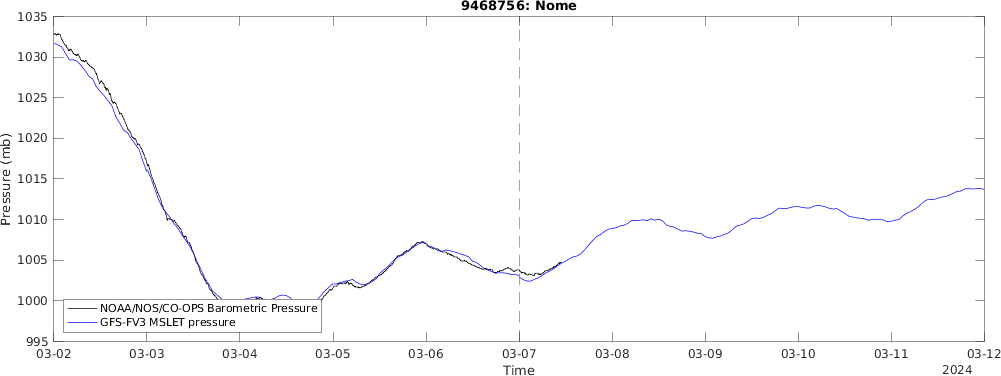 9468756: Nome
1035
1030
1025
1020
1015
1010
1005
1000
995
Pressure (mb)
NOAA/NOS/CO-OPS Barometric Pressure
GFS-FV3 MSLET pressure
03-02 03-03 03-04 03-05 03-06 03-07 03-08 03-09 03-10 03-11 03-12
Time
2024